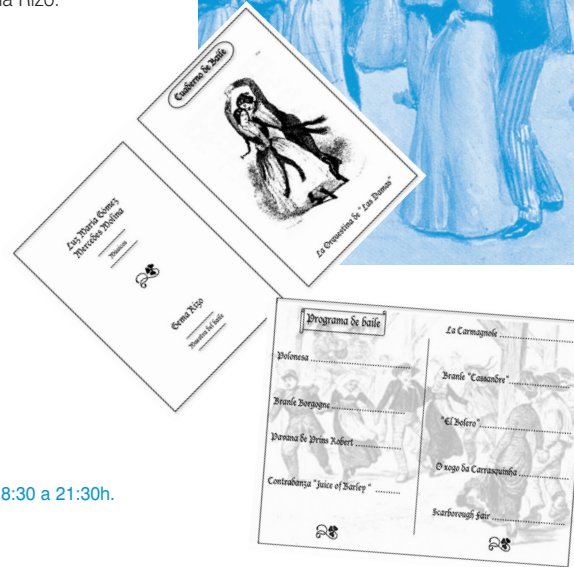 na Rizo.
Cuaderno de Baile
La Orquestina de "Las Damas"
Luz María Gómez
Mercedes Molina
Músicos
Gema Rizo
Maestra del baile
Programa de baile
Polonesa
Branle Borgogne
Pavana de Prins Robert
Contradanza "Juice of Barley"
La Carmagnole
Branle "Cassandre"
"El Bolero"
O xogo da Carrasquinha
Scarborough Fair
8:30 a 21:30h.